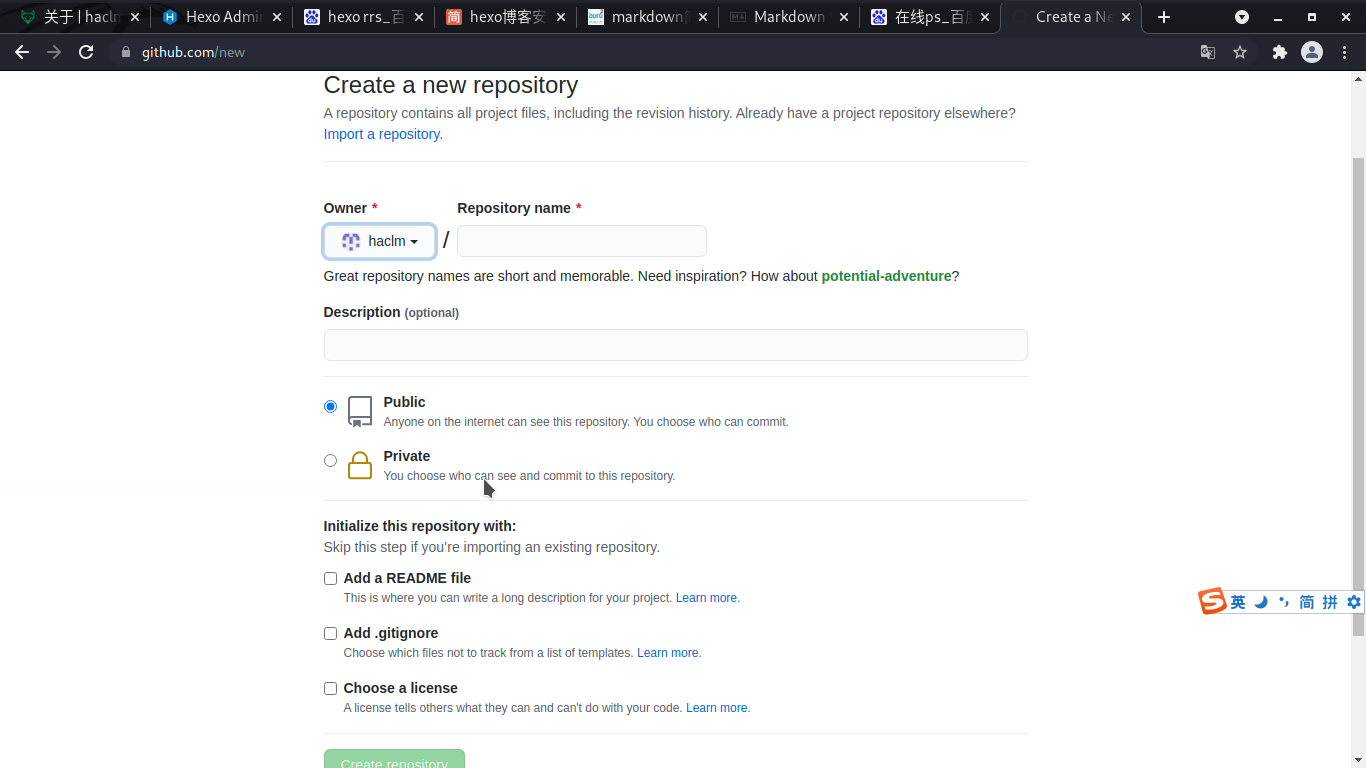 关于 | haclm
Hexo Admin
hexo rrs_百
hexo博客安
markdown
Markdown
在线ps_百
Create a Ne
github.com/new
Create a new repository
A repository contains all project files, including the revision history. Already have a project repository elsewhere?
Import a repository.
Owner *
Repository name *
haclm
/
Great repository names are short and memorable. Need inspiration? How about potential-adventure?
Description (optional)
Public
Anyone on the internet can see this repository. You choose who can commit.
Private
You choose who can see and commit to this repository.
Initialize this repository with:
Skip this step if you’re importing an existing repository.
Add a README file
This is where you can write a long description for your project. Learn more.
英 简 拼
Add .gitignore
Choose which files not to track from a list of templates. Learn more.
Choose a license
A license tells others what they can and can't do with your code. Learn more.
Create repository